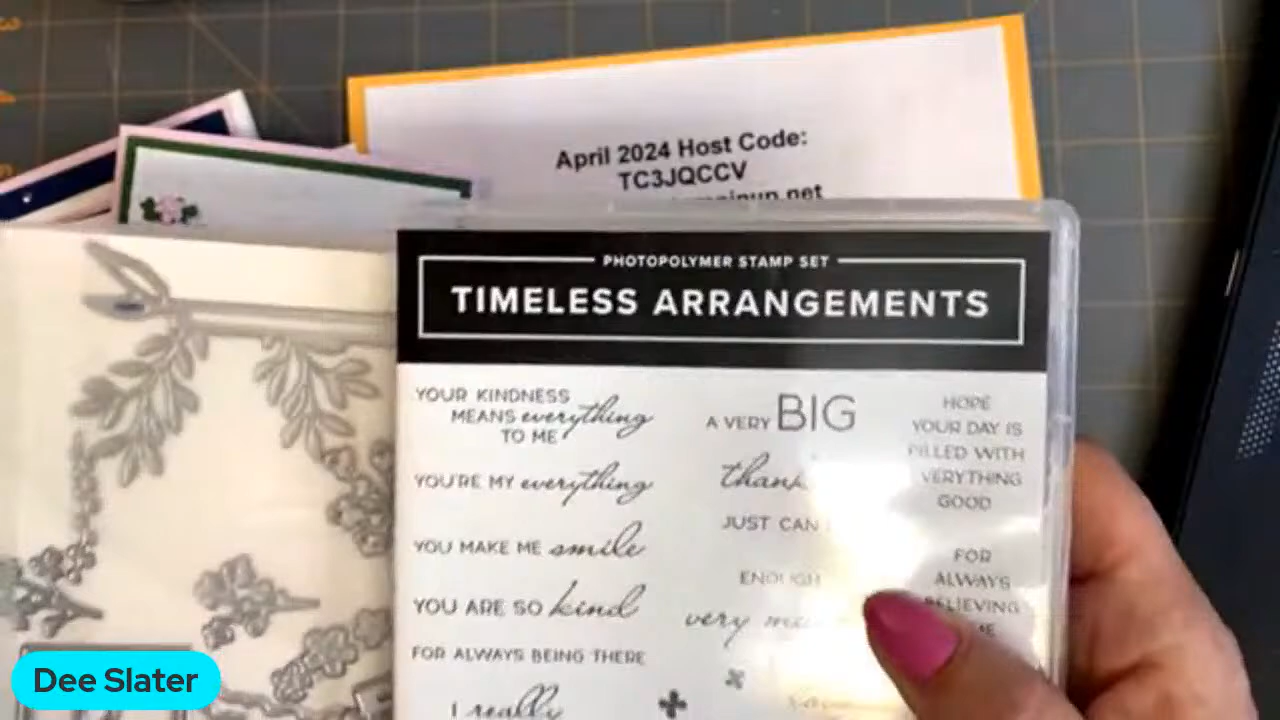 April 2024 Host Code:
TC3JQCCV
PHOTOPOLYMER STAMP SET
TIMELESS ARRANGEMENTS
YOUR KINDNESS
MEANS everything
TO ME
YOU'RE MY everything
YOU MAKE ME smile
YOU ARE SO kind
FOR ALWAYS BEING THERE
I really
A VERY BIG
JUST CAN
ENOUGH
very
HOPE
YOUR DAY IS
FILLED WITH
GOOD
FOR
ALWAYS
Dee Slater